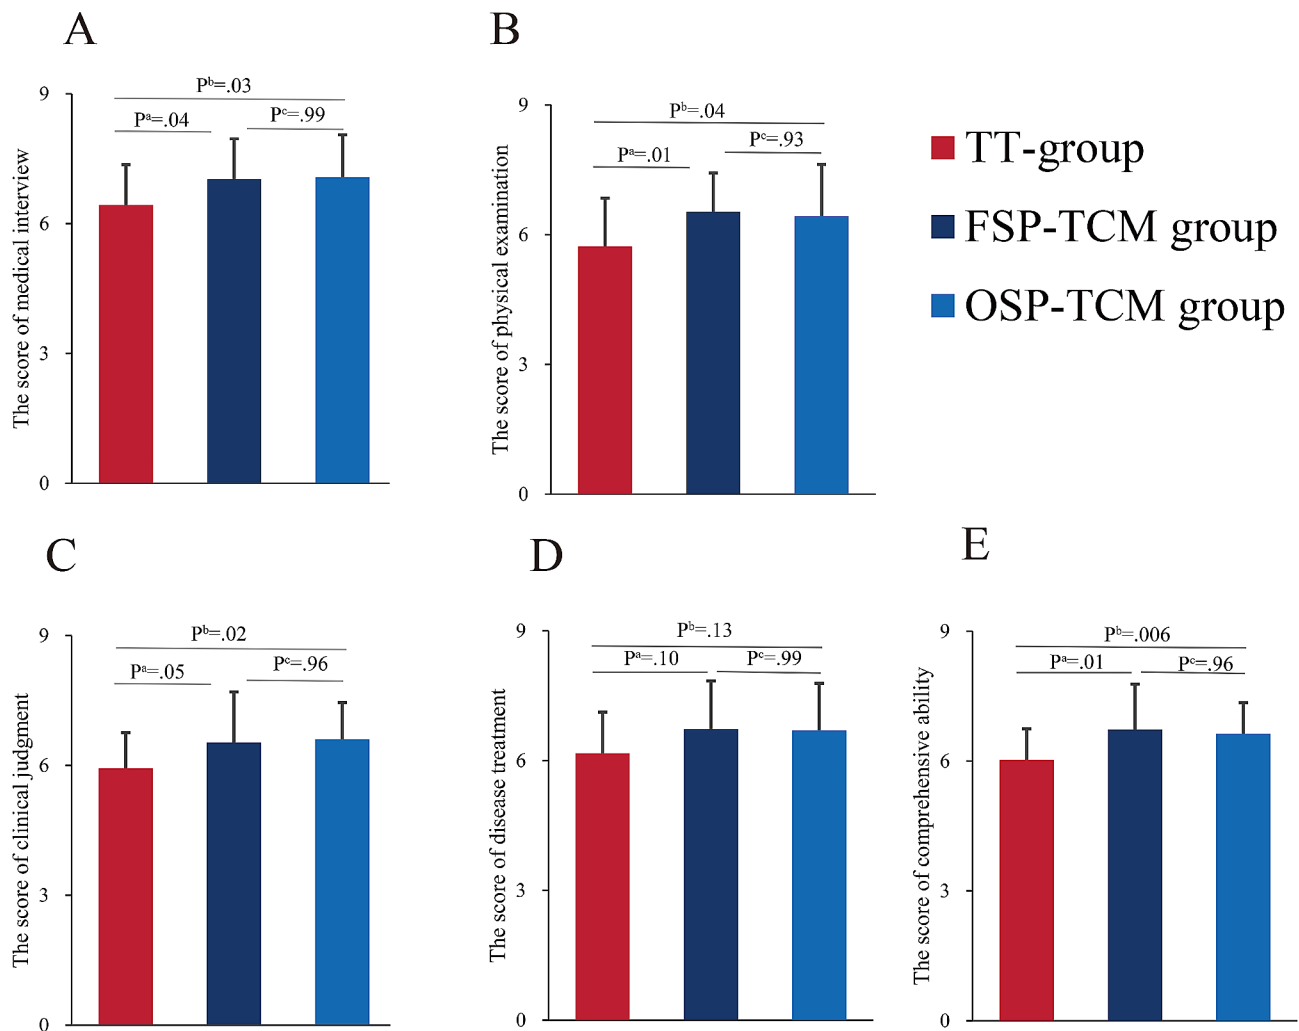 A
The score of medical interview
9
6
3
0
Pᵇ=.03
Pᵃ=.04
Pᶜ=.99
B
The score of physical examination
9
6
3
0
Pᵇ=.04
Pᵃ=.01
Pᶜ=.93
TT-group
FSP-TCM group
OSP-TCM group
C
The score of clinical judgment
9
6
3
0
Pᵇ=.02
Pᵃ=.05
Pᶜ=.96
D
The score of disease treatment
9
6
3
0
Pᵇ=.13
Pᵃ=.10
Pᶜ=.99
E
The score of comprehensive ability
9
6
3
0
Pᵇ=.006
Pᵃ=.01
Pᶜ=.96